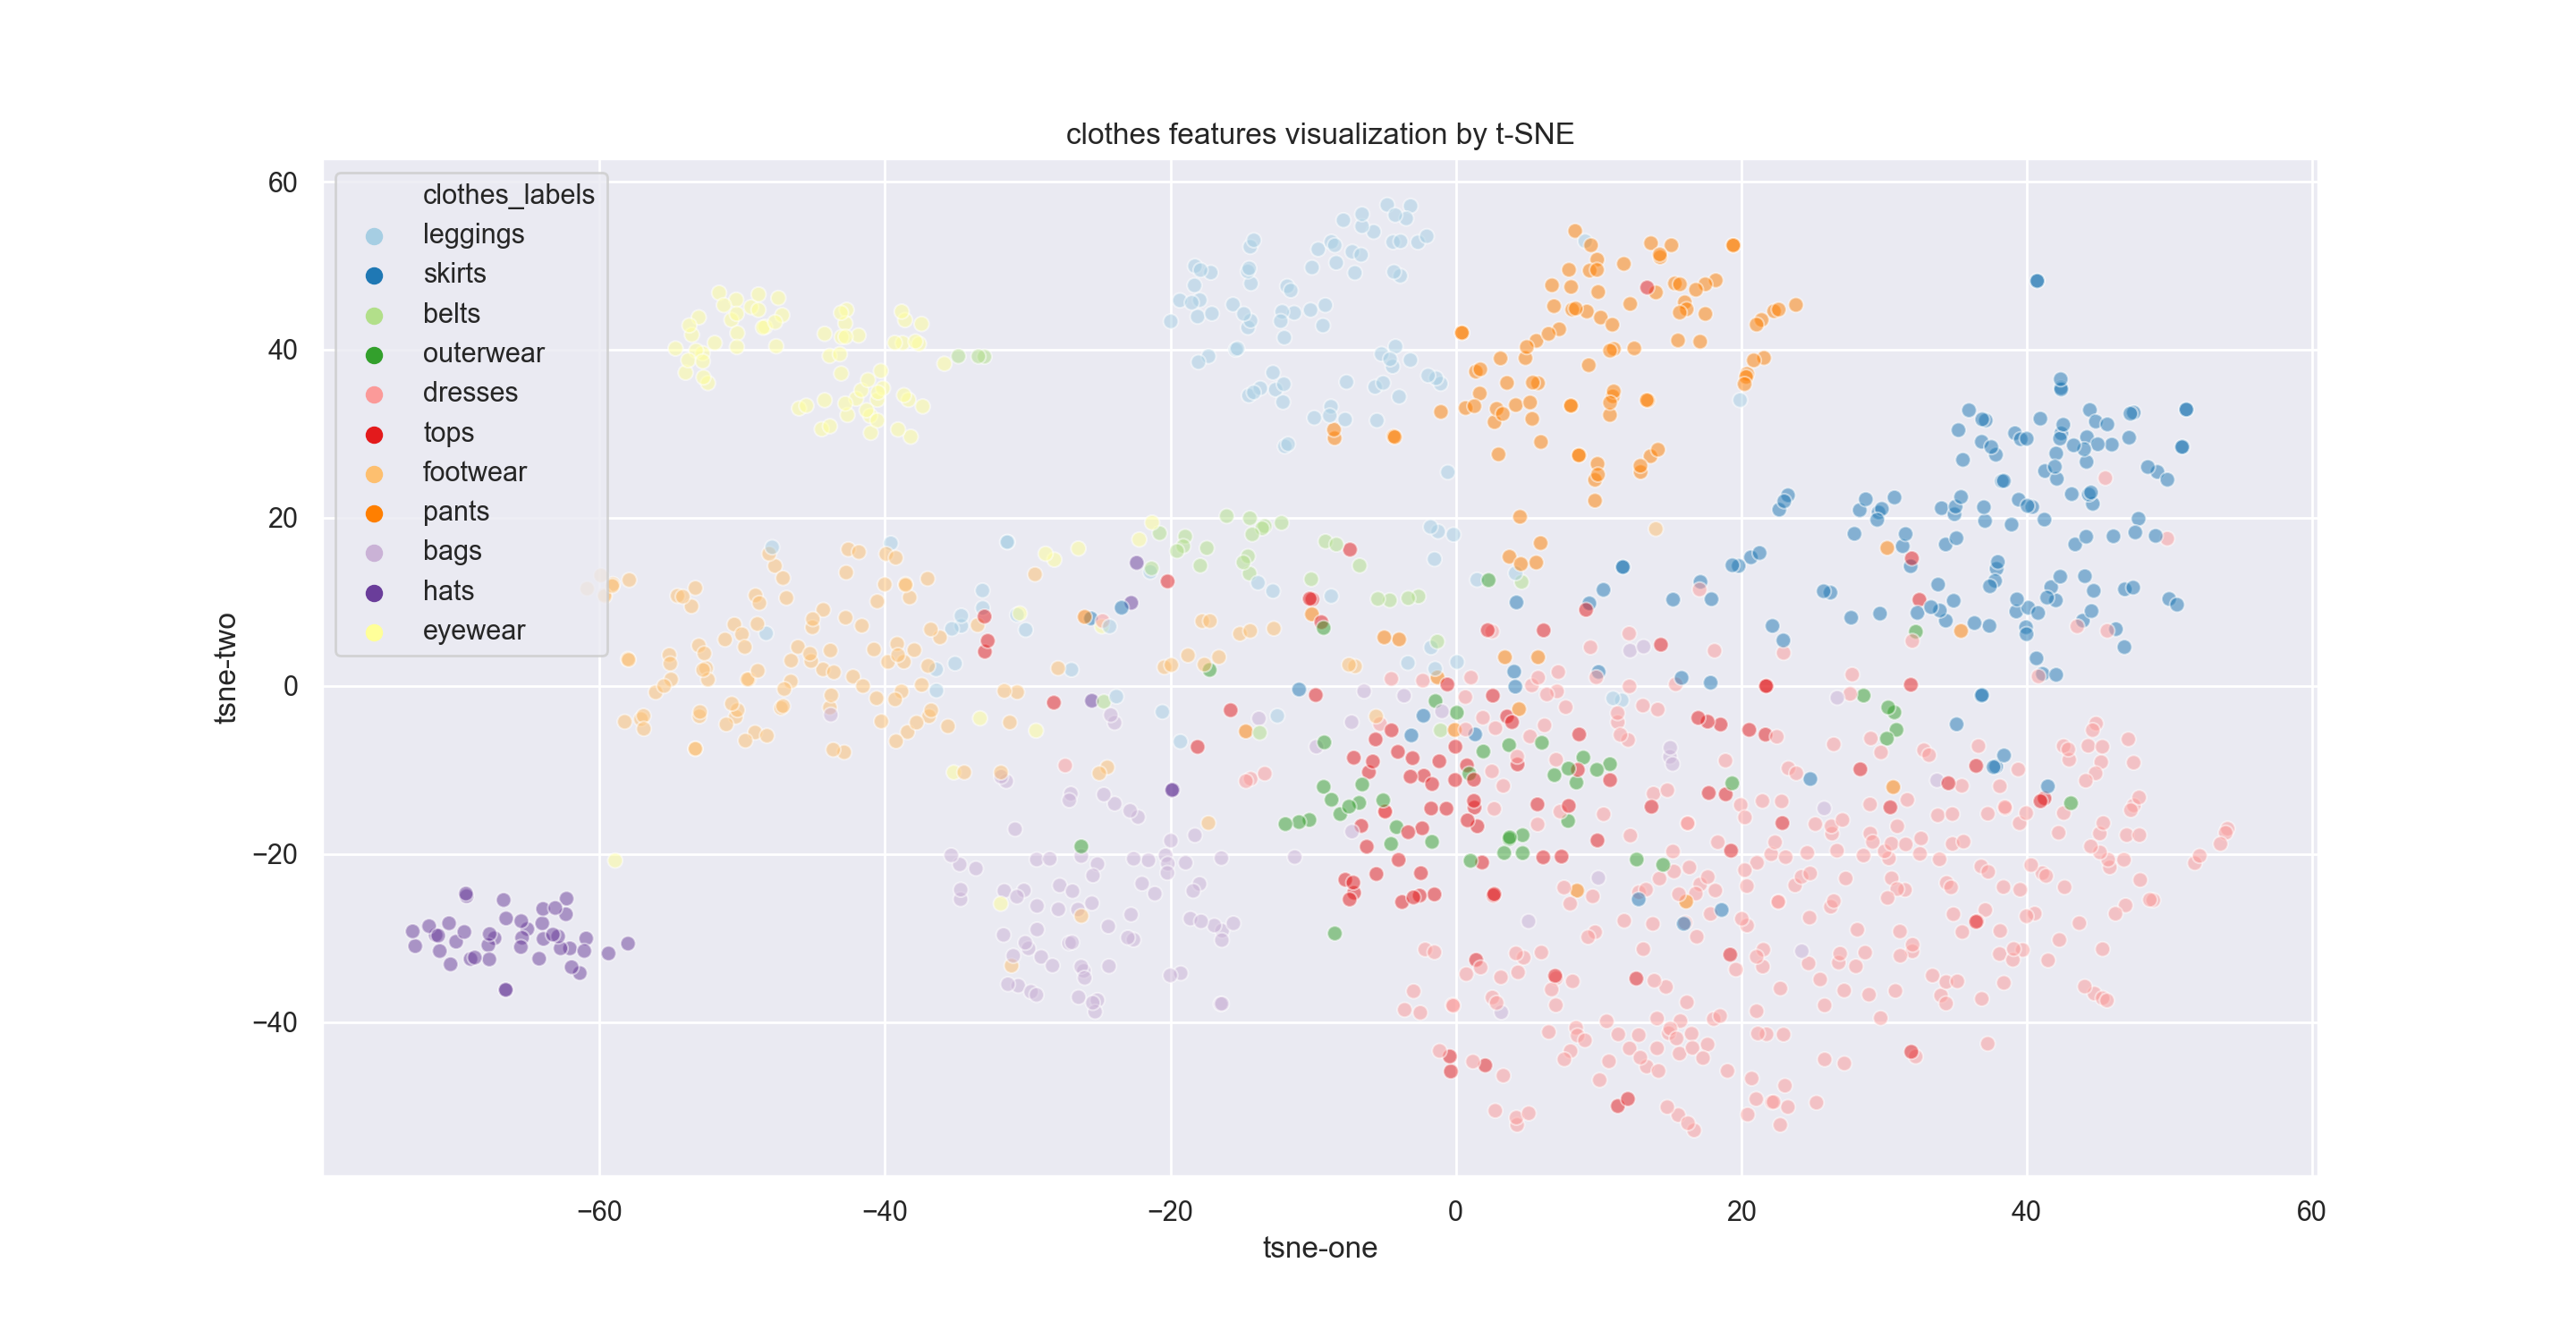 clothes features visualization by t-SNE
clothes_labels
leggings
skirts
belts
outerwear
dresses
tops
footwear
pants
bags
hats
eyewear
60
40
20
0
−20
−40
tsne-two
−60
−40
−20
0
20
40
60
tsne-one